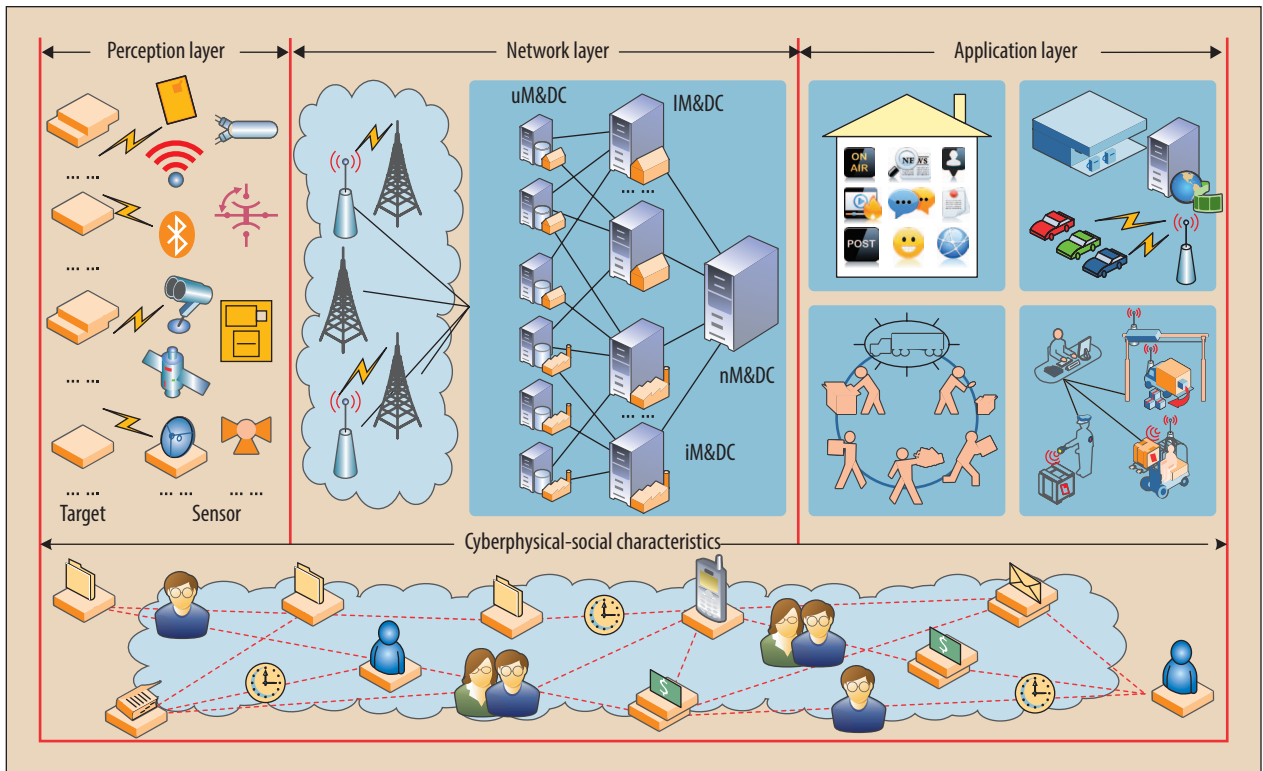 Perception layer
Network layer
Application layer
uM&DC
lM&DC
ON AIR
NEWS
POST
... ...
... ...
... ...
... ...
... ...
... ...
... ...
... ...
nM&DC
iM&DC
Target
Sensor
Cyberphysical-social characteristics
$
$